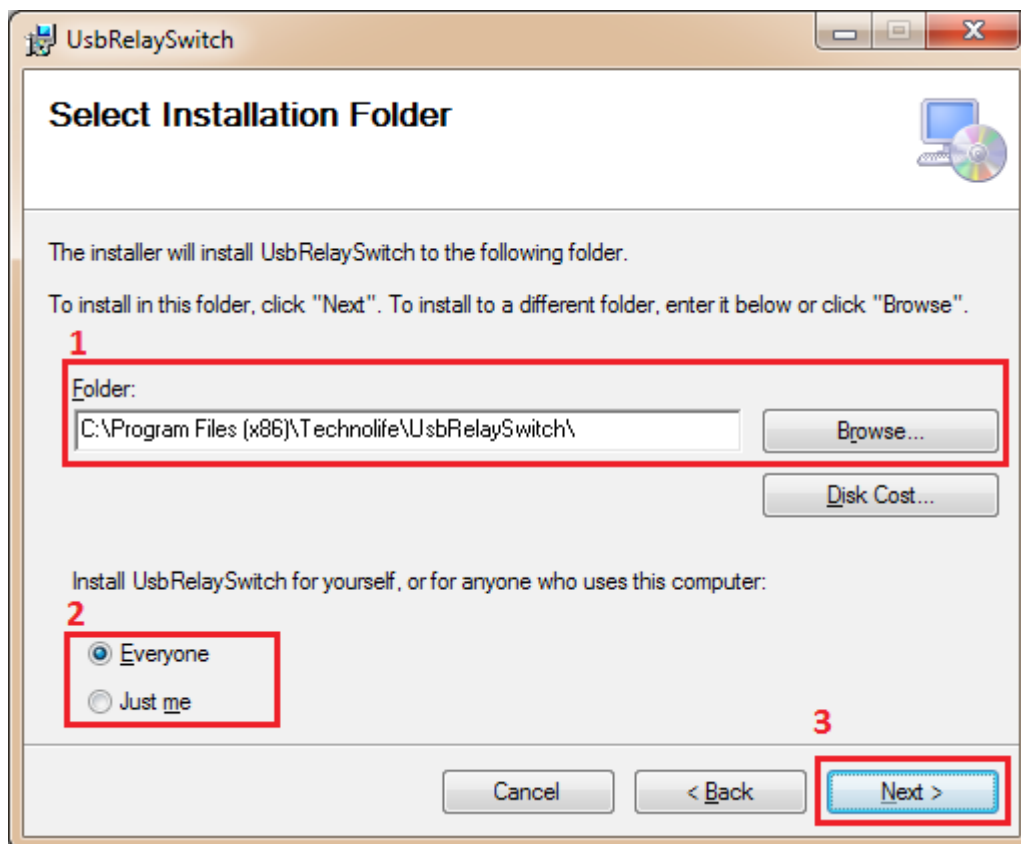 UsbRelaySwitch
Select Installation Folder
The installer will install UsbRelaySwitch to the following folder.
To install in this folder, click "Next". To install to a different folder, enter it below or click "Browse".
1
Folder:
C:\Program Files (x86)\Technolife\UsbRelaySwitch\
Browse...
Disk Cost...
Install UsbRelaySwitch for yourself, or for anyone who uses this computer:
2
Everyone
Just me
3
Cancel
< Back
Next >